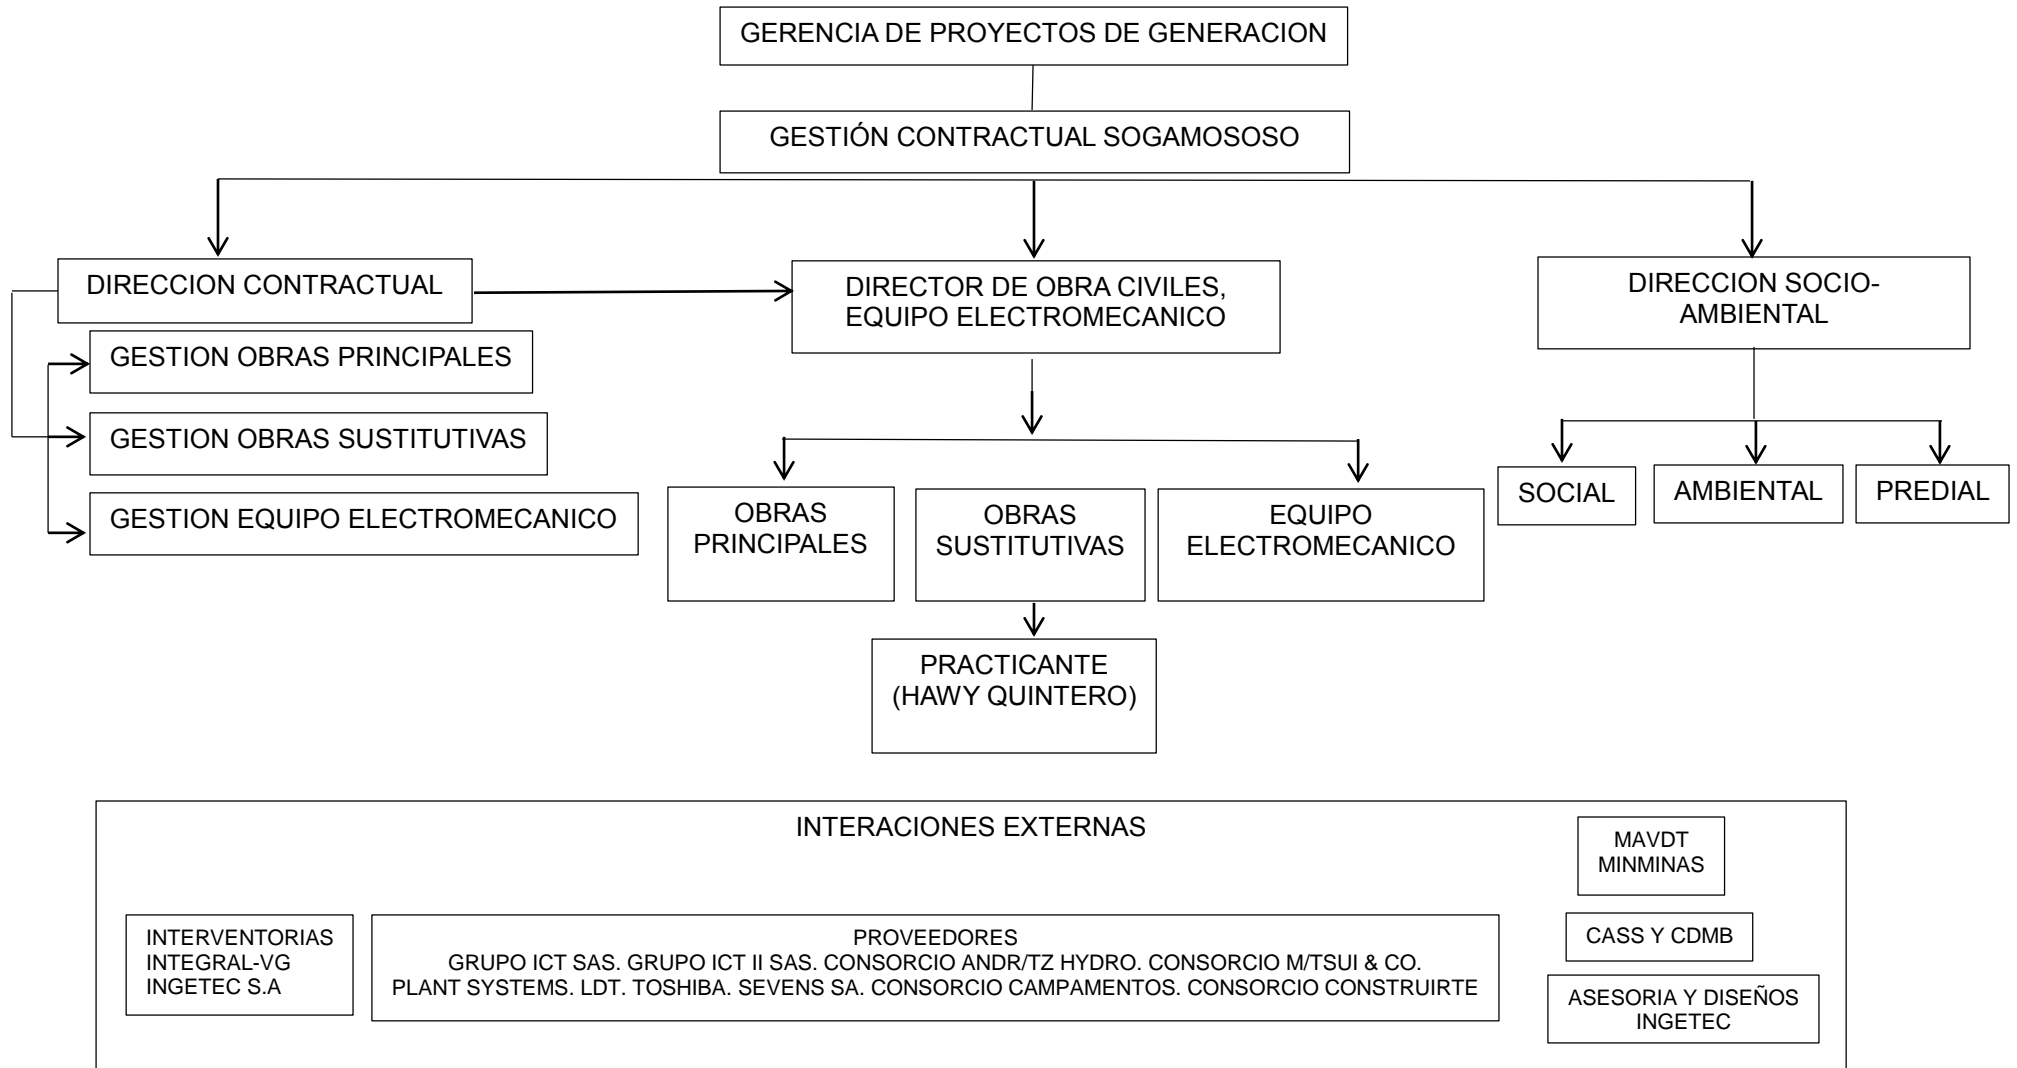 GERENCIA DE PROYECTOS DE GENERACION
GESTIÓN CONTRACTUAL SOGAMOSOSO
DIRECCION CONTRACTUAL
DIRECTOR DE OBRA CIVILES,
EQUIPO ELECTROMECANICO
DIRECCION SOCIO-
AMBIENTAL
GESTION OBRAS PRINCIPALES
GESTION OBRAS SUSTITUTIVAS
GESTION EQUIPO ELECTROMECANICO
OBRAS
PRINCIPALES
OBRAS
SUSTITUTIVAS
EQUIPO
ELECTROMECANICO
SOCIAL
AMBIENTAL
PREDIAL
PRACTICANTE
(HAWY QUINTERO)
INTERACIONES EXTERNAS
INTERVENTORIAS
INTEGRAL-VG
INGETEC S.A
PROVEEDORES
GRUPO ICT SAS. GRUPO ICT II SAS. CONSORCIO ANDR/TZ HYDRO. CONSORCIO M/TSUI & CO.
PLANT SYSTEMS. LDT. TOSHIBA. SEVENS SA. CONSORCIO CAMPAMENTOS. CONSORCIO CONSTRUIRTE
MAVDT
MINMINAS
CASS Y CDMB
ASESORIA Y DISEÑOS
INGETEC